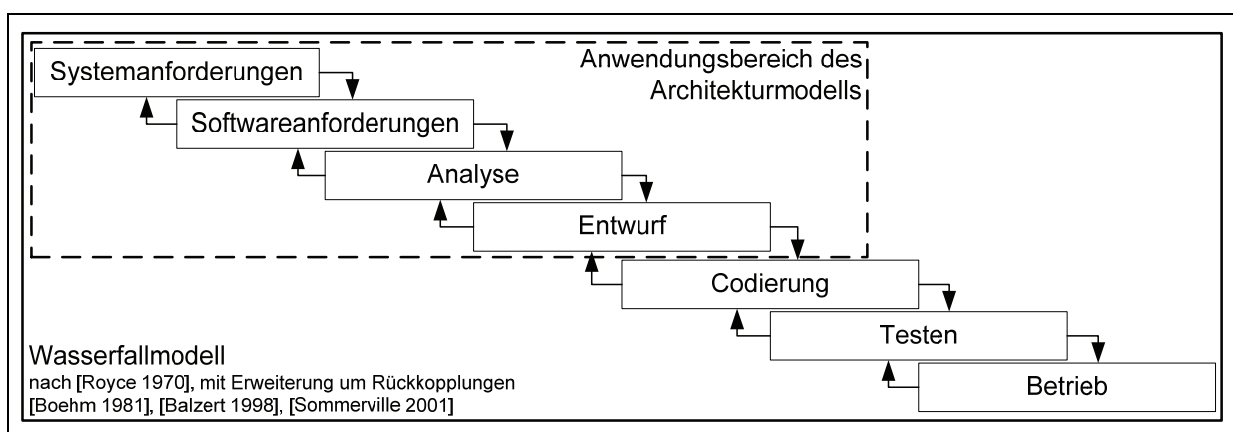 Anwendungsbereich des
Architekturmodells
Systemanforderungen
Softwareanforderungen
Analyse
Entwurf
Codierung
Testen
Betrieb
Wasserfallmodell
nach [Royce 1970], mit Erweiterung um Rückkopplungen
[Boehm 1981], [Balzert 1998], [Sommerville 2001]